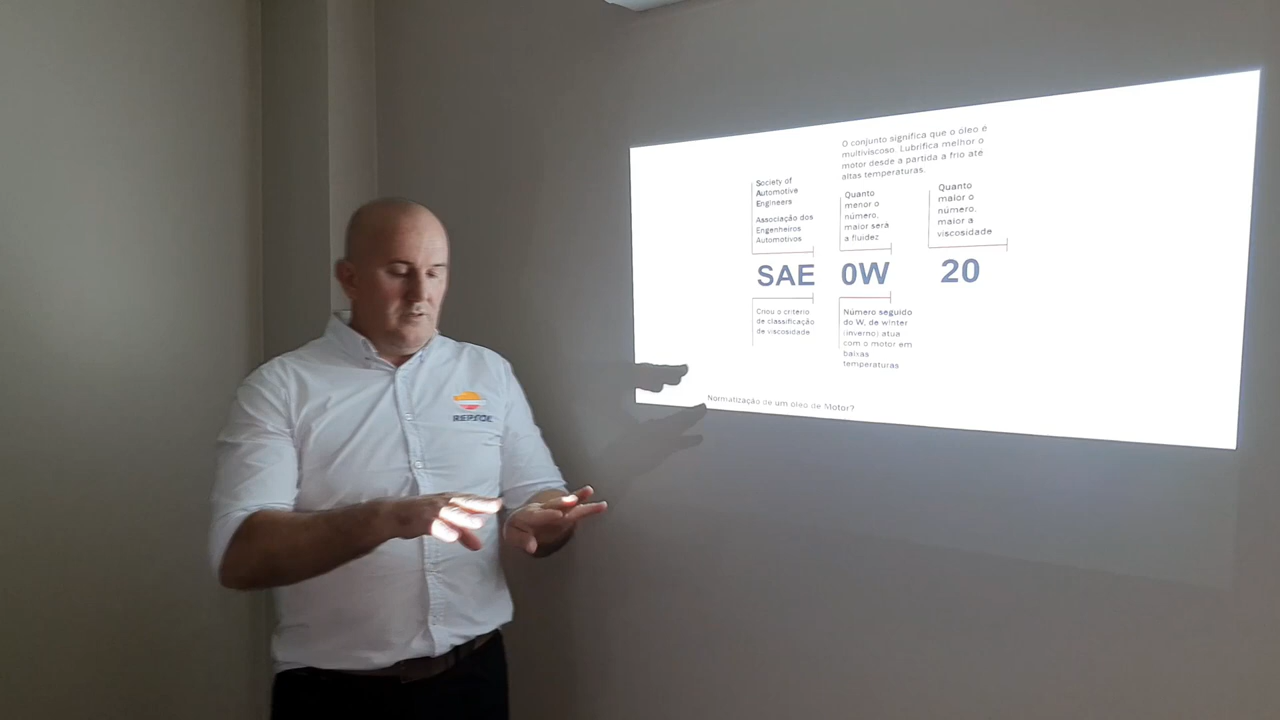 O conjunto significa que o óleo é
multiviscoso. Lubrifica melhor o
motor desde a partida a frio até
altas temperaturas.
Society of
Automotive
Engineers
Associação dos
Engenheiros
Automotivos
Quanto
menor o
número,
maior será
a fluidez
Quanto
maior o
número,
maior a
viscosidade
SAE 0W 20
Criou o critério
de classificação
de viscosidade
Número seguido
do W, de winter
(inverno) atua
com o motor em
baixas
temperaturas
Normatização de um óleo de Motor?
REPSOL